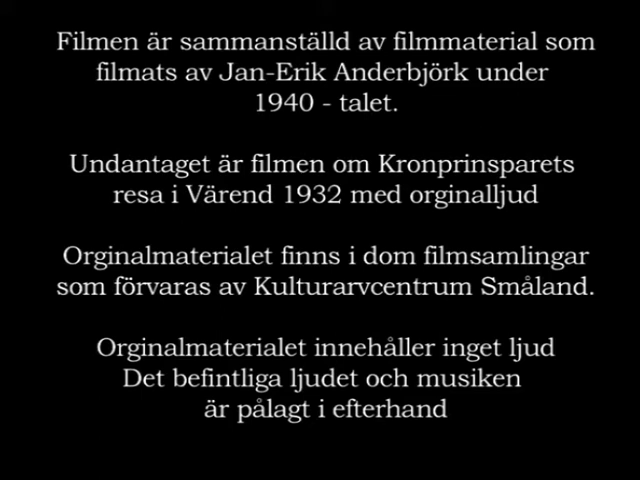 Filmen är sammanställd av filmmaterial som
filmats av Jan-Erik Anderbjörk under
1940 - talet.
Undantaget är filmen om Kronprinsparets
resa i Värend 1932 med orginalljud
Orginalmaterialet finns i dom filmsamlingar
som förvaras av Kulturarvcentrum Småland.
Orginalmaterialet innehåller inget ljud
Det befintliga ljudet och musiken
är pålagt i efterhand